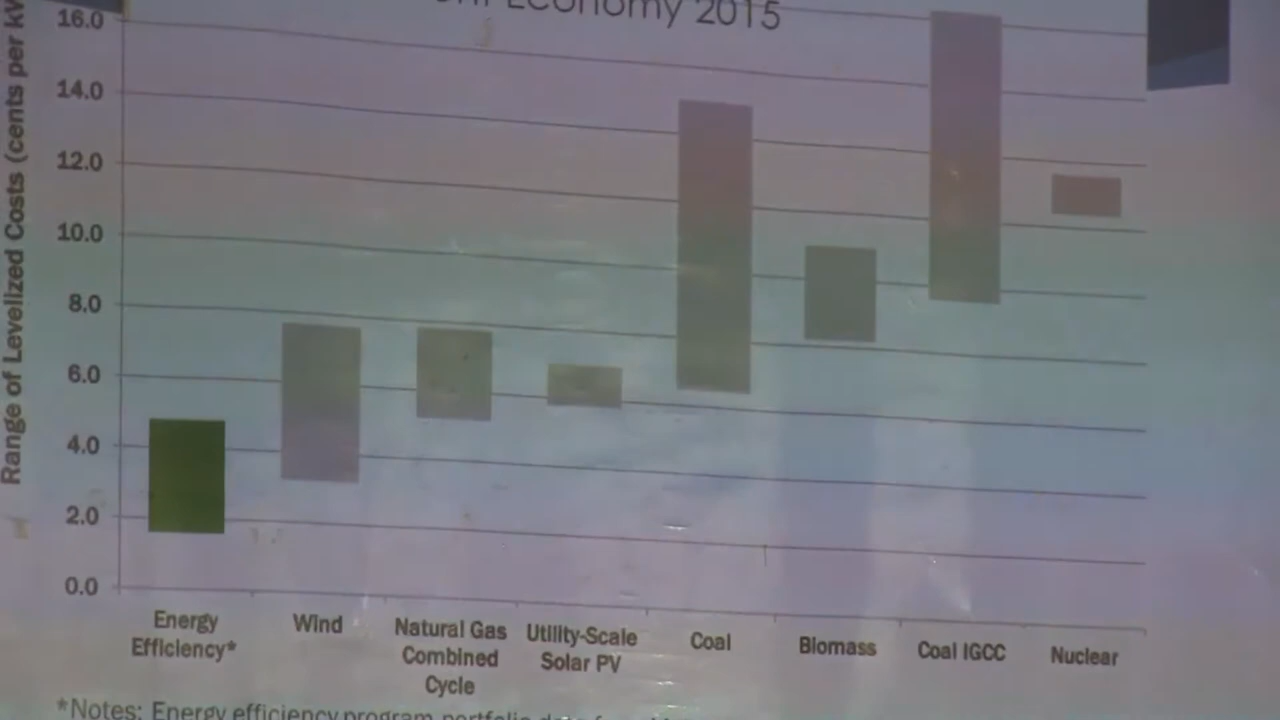 Economy 2015
Range of Levelized Costs (cents per
16.0
14.0
12.0
10.0
8.0
6.0
4.0
2.0
0.0
Energy
Efficiency*
Wind
Natural Gas
Combined
Cycle
Utility-Scale
Solar PV
Coal
Biomass
Coal IGCC
Nuclear
*Notes: Energy efficiency program portfolio data